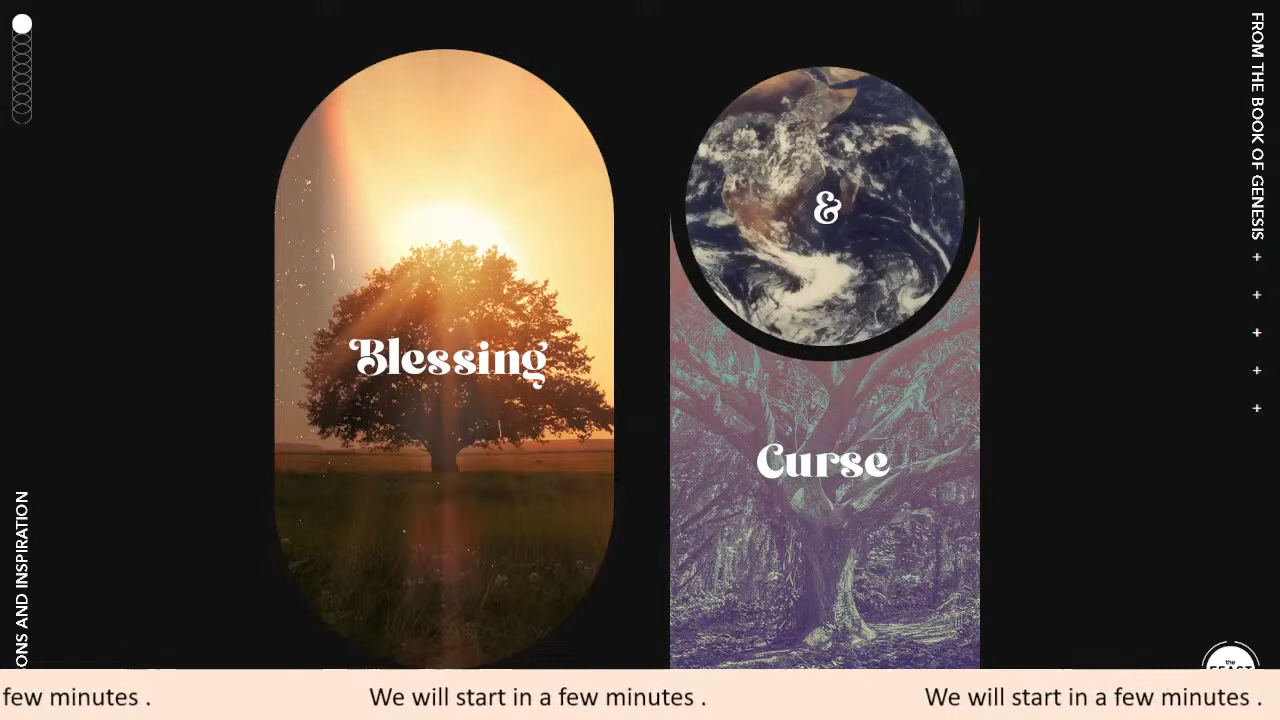 FROM THE BOOK OF GENESIS + + + + +
Blessing
&
Curse
ONS AND INSPIRATION
the
few minutes .
We will start in a few minutes .
We will start in a few minutes .